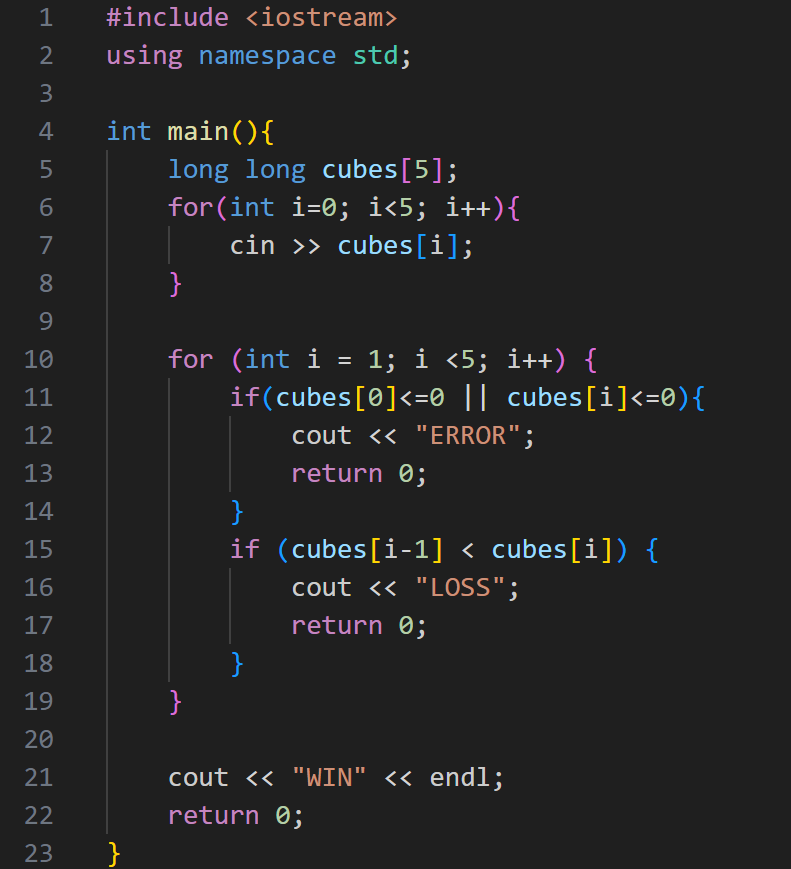 1 #include <iostream>
2 using namespace std;
3
4 int main(){
5     long long cubes[5];
6     for(int i=0; i<5; i++){
7         cin >> cubes[i];
8     }
9
10     for (int i = 1; i <5; i++) {
11         if(cubes[0]<=0 || cubes[i]<=0){
12             cout << "ERROR";
13             return 0;
14         }
15         if (cubes[i-1] < cubes[i]) {
16             cout << "LOSS";
17             return 0;
18         }
19     }
20
21     cout << "WIN" << endl;
22     return 0;
23 }